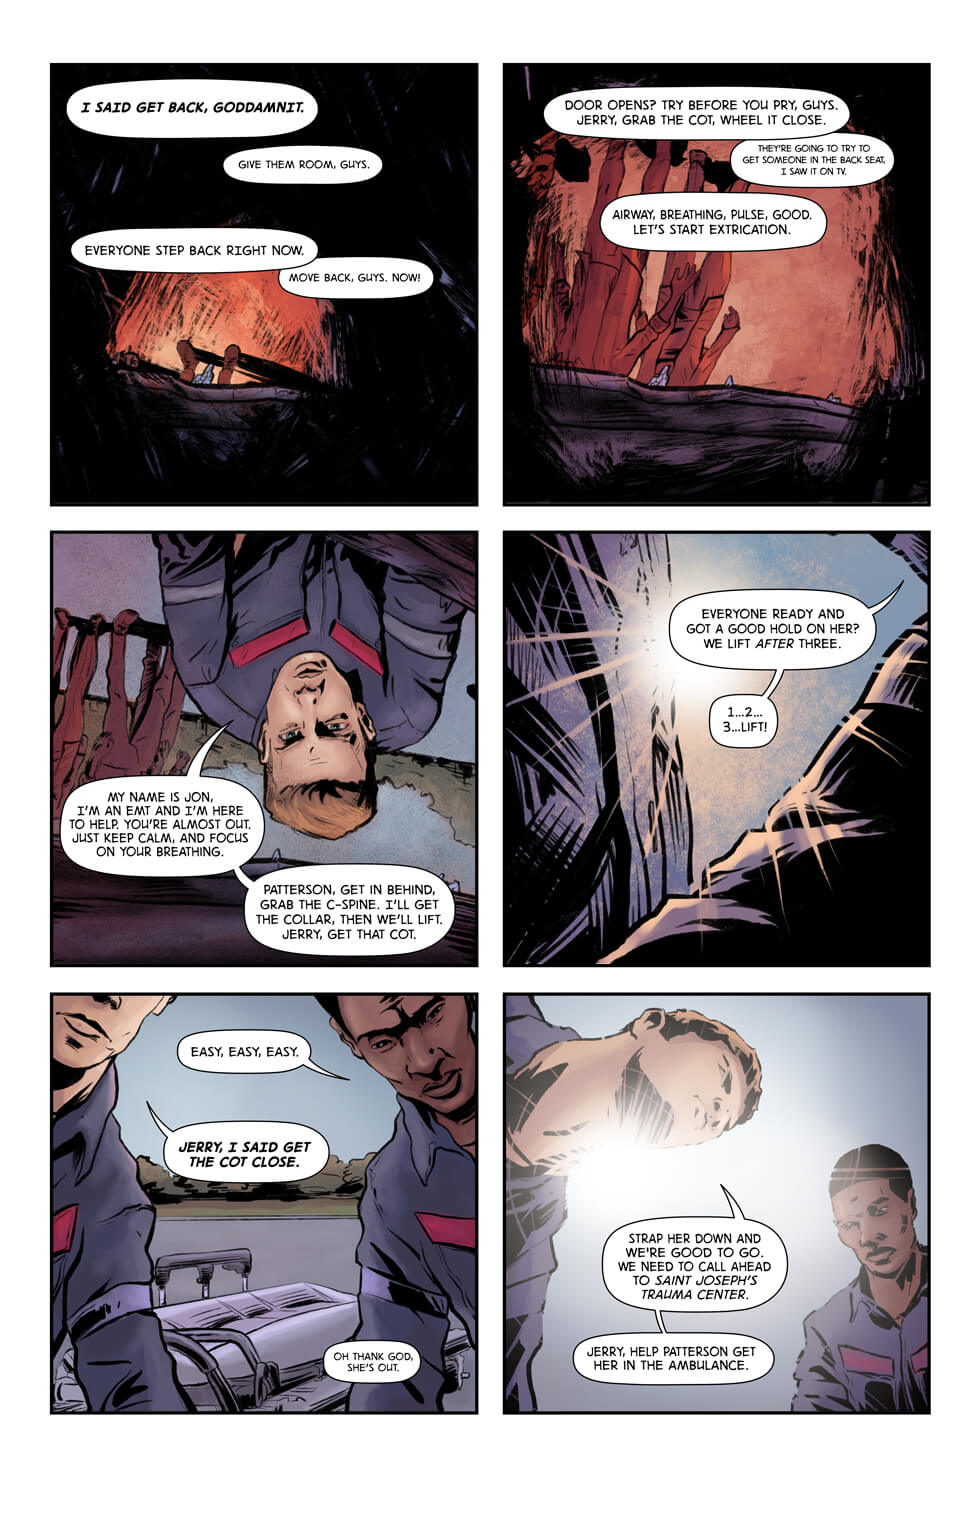 I SAID GET BACK, GODDAMNIT.
GIVE THEM ROOM, GUYS.
EVERYONE STEP BACK RIGHT NOW.
MOVE BACK, GUYS. NOW!
DOOR OPENS? TRY BEFORE YOU PRY, GUYS.
JERRY, GRAB THE COT, WHEEL IT CLOSE.
THEY'RE GOING TO TRY TO
GET SOMEONE IN THE BACK SEAT,
I SAW IT ON TV.
AIRWAY, BREATHING, PULSE, GOOD.
LET'S START EXTRICATION.
MY NAME IS JON,
I'M AN EMT AND I'M HERE
TO HELP. YOU'RE ALMOST OUT.
JUST KEEP CALM, AND FOCUS
ON YOUR BREATHING.
PATTERSON, GET IN BEHIND,
GRAB THE C-SPINE. I'LL GET
THE COLLAR, THEN WE'LL LIFT.
JERRY, GET THAT COT.
EVERYONE READY AND
GOT A GOOD HOLD ON HER?
WE LIFT AFTER THREE.
1...2...
3...LIFT!
EASY, EASY, EASY.
JERRY, I SAID GET
THE COT CLOSE.
OH THANK GOD,
SHE'S OUT.
STRAP HER DOWN AND
WE'RE GOOD TO GO.
WE NEED TO CALL AHEAD
TO SAINT JOSEPH'S
TRAUMA CENTER.
JERRY, HELP PATTERSON GET
HER IN THE AMBULANCE.